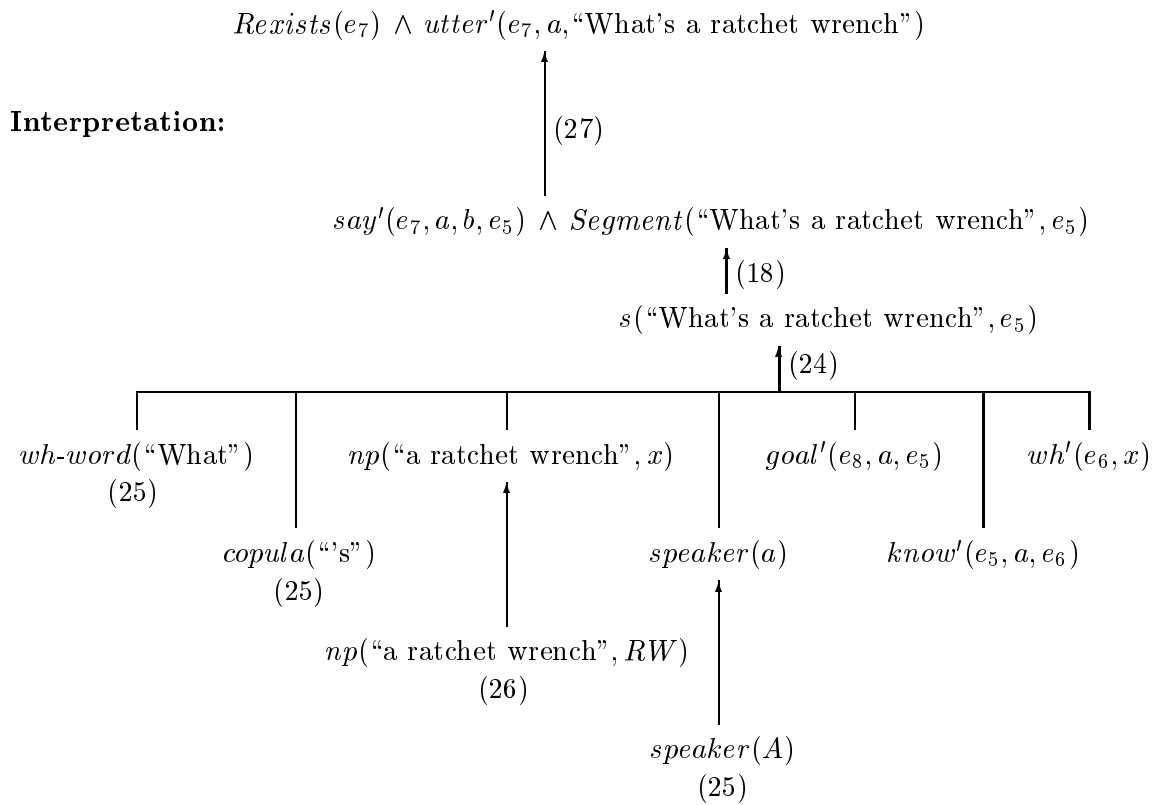 Rexists(e₇) ∧ utter′(e₇, a, “What's a ratchet wrench”)
Interpretation:
(27)
say′(e₇, a, b, e₅) ∧ Segment(“What's a ratchet wrench”, e₅)
(18)
s(“What's a ratchet wrench”, e₅)
(24)
wh-word(“What”) np(“a ratchet wrench”, x) goal′(e₈, a, e₅) wh′(e₆, x)
(25)
copula(“'s”) speaker(a) know′(e₅, a, e₆)
(25)
np(“a ratchet wrench”, RW)
(26)
speaker(A)
(25)